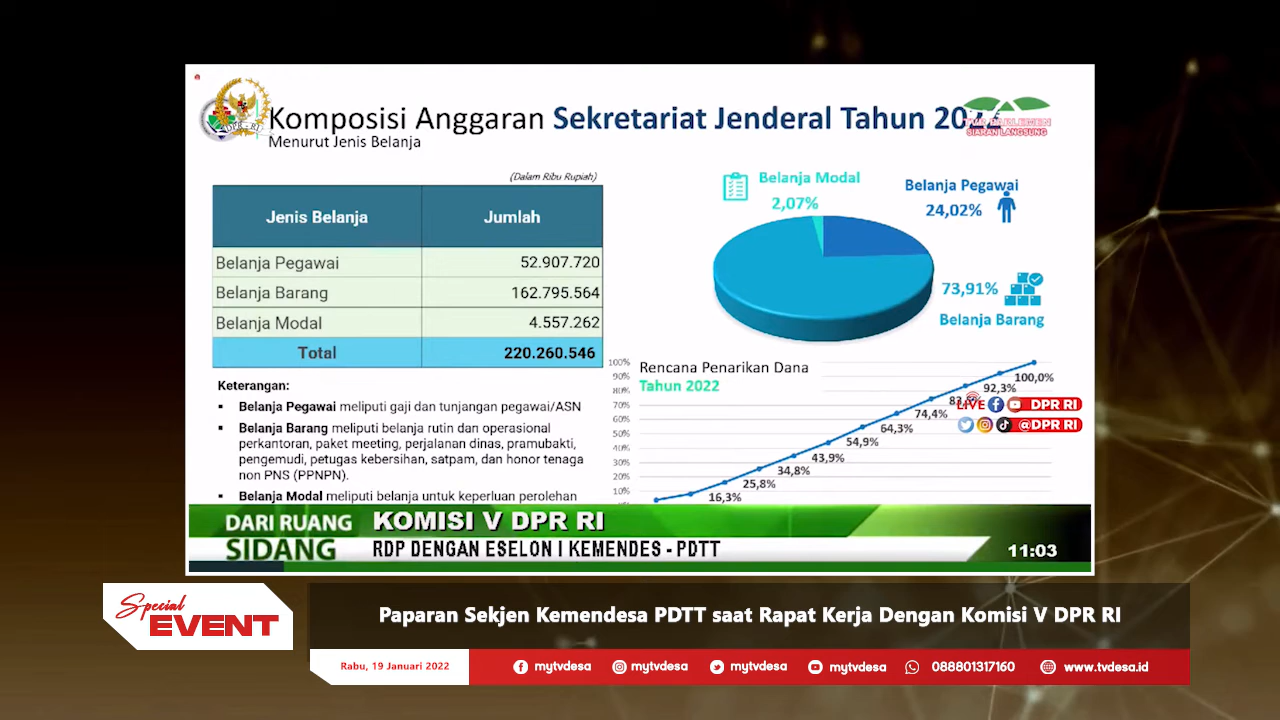 Komposisi Anggaran Sekretariat Jenderal Tahun 2022
Menurut Jenis Belanja
DPR - RI
TVR PARLEMEN
SIARAN LANGSUNG
(Dalam Ribu Rupiah)
Jenis Belanja Jumlah
Belanja Pegawai 52.907.720
Belanja Barang 162.795.564
Belanja Modal 4.557.262
Total 220.260.546
Keterangan:
▪ Belanja Pegawai meliputi gaji dan tunjangan pegawai/ASN
▪ Belanja Barang meliputi belanja rutin dan operasional
perkantoran, paket meeting, perjalanan dinas, pramubakti,
pengemudi, petugas kebersihan, satpam, dan honor tenaga
non PNS (PPNPN).
▪ Belanja Modal meliputi belanja untuk keperluan perolehan
Belanja Modal
2,07%
Belanja Pegawai
24,02%
73,91%
Belanja Barang
Rencana Penarikan Dana
Tahun 2022
100%
90%
80%
70%
60%
50%
40%
30%
20%
10%
16,3%
25,8%
34,8%
43,9%
54,9%
64,3%
74,4%
92,3%
100,0%
LIVE DPR RI
@DPR RI
DARI RUANG
SIDANG
KOMISI V DPR RI
RDP DENGAN ESELON I KEMENDES - PDTT
11:03
Special
EVENT
Paparan Sekjen Kemendesa PDTT saat Rapat Kerja Dengan Komisi V DPR RI
Rabu, 19 Januari 2022
mytvdesa mytvdesa mytvdesa mytvdesa 088801317160 www.tvdesa.id